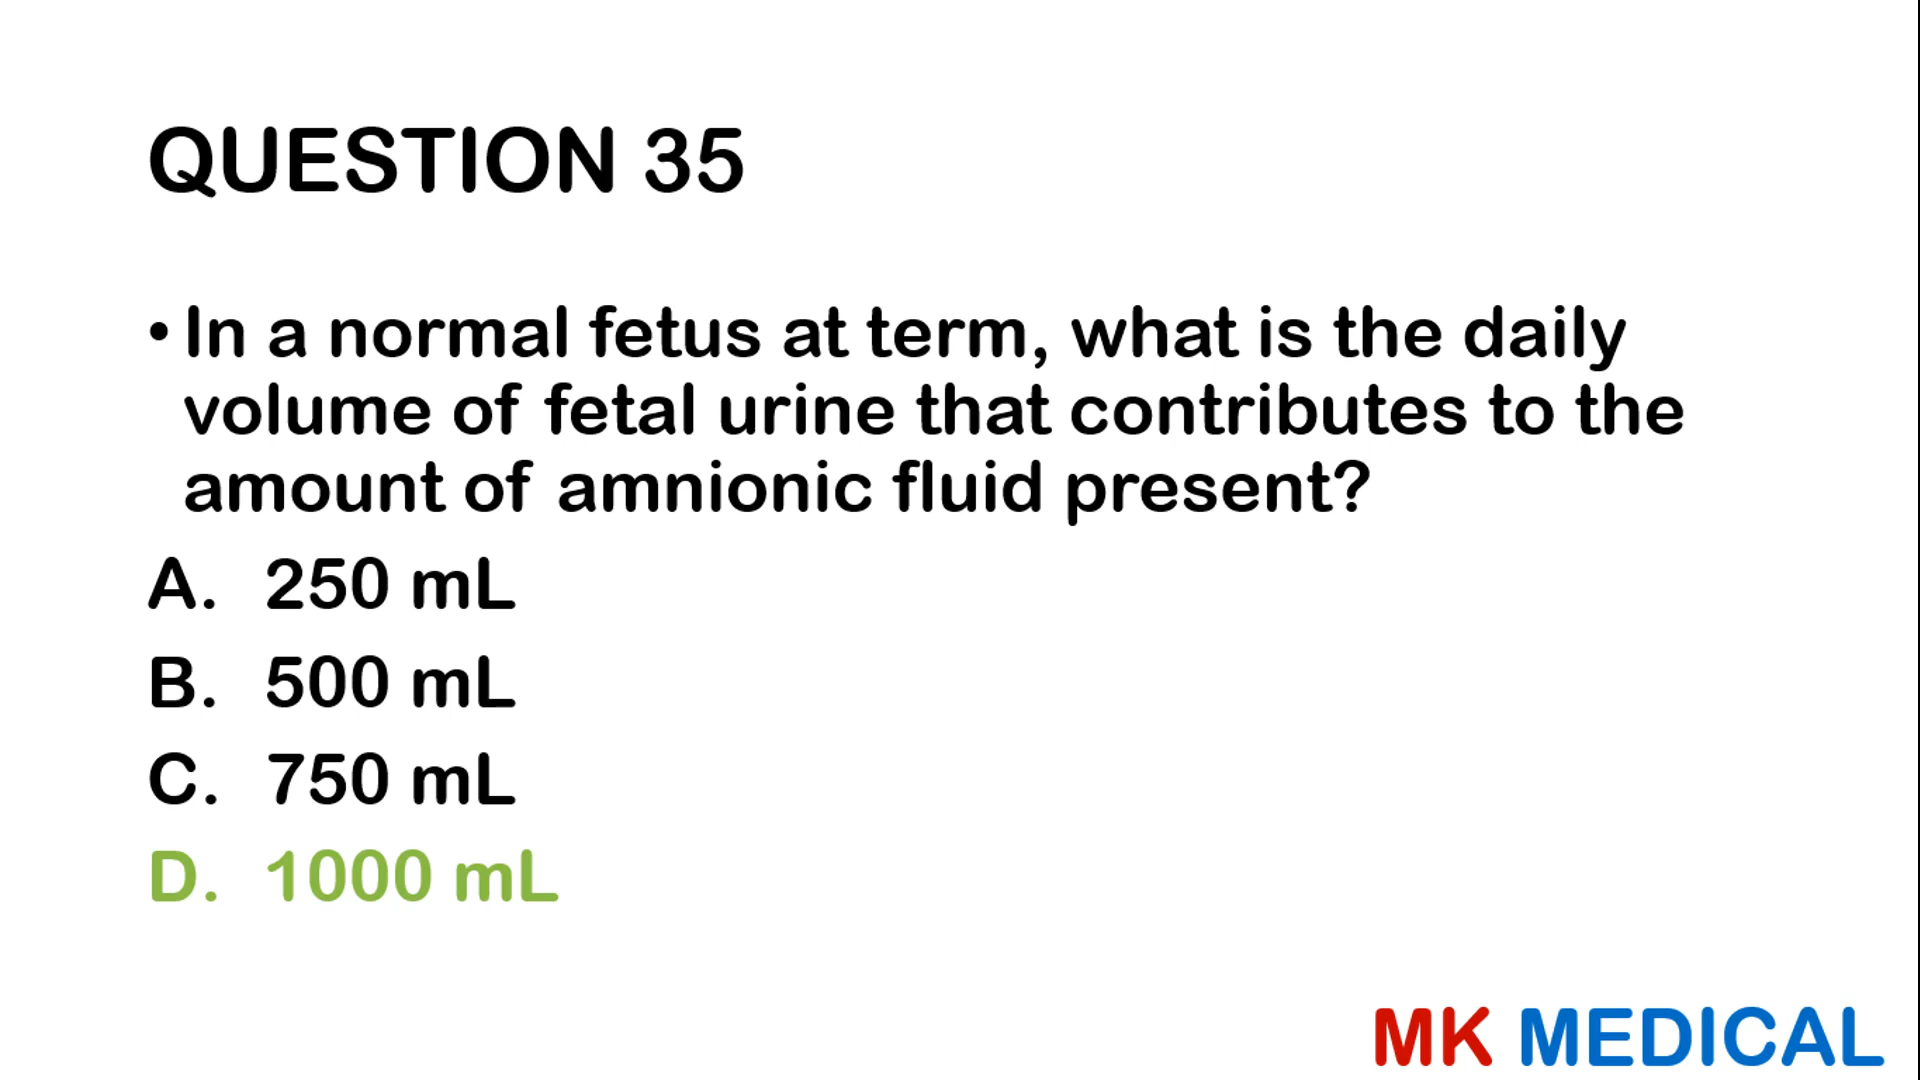 QUESTION 35
• In a normal fetus at term, what is the daily
volume of fetal urine that contributes to the
amount of amnionic fluid present?
A. 250 mL
B. 500 mL
C. 750 mL
D. 1000 mL
MK MEDICAL